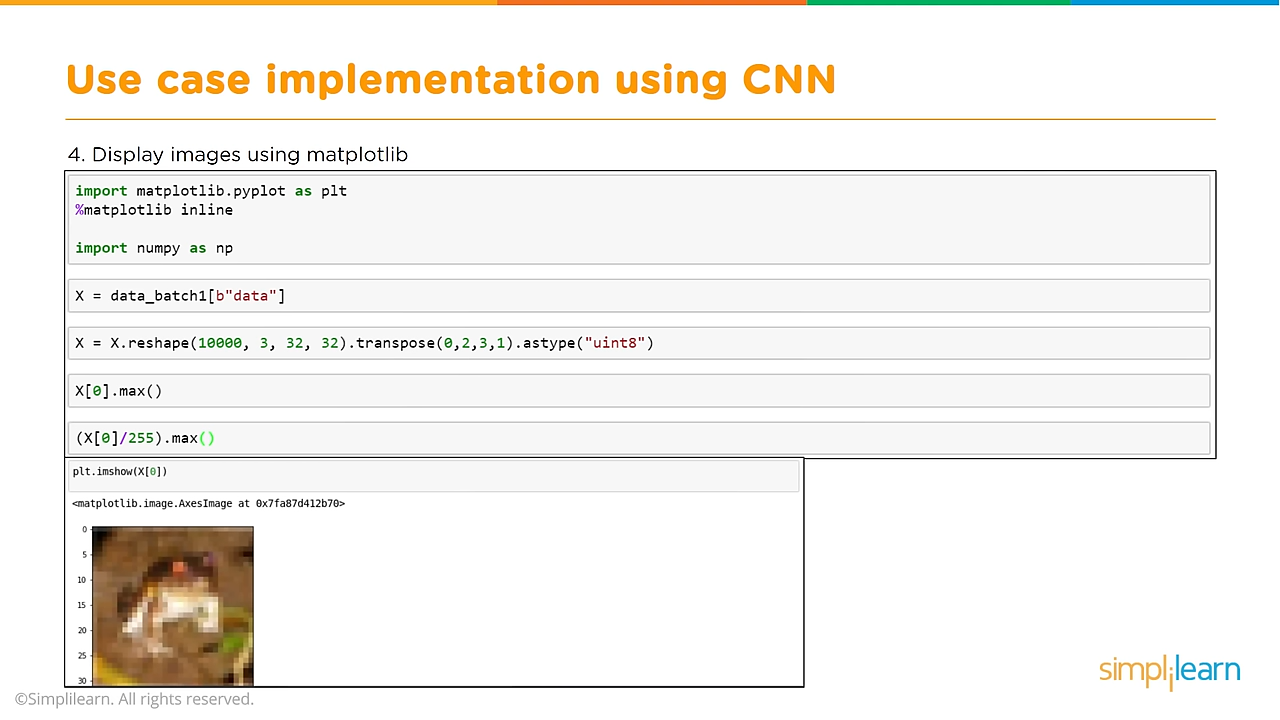 Use case implementation using CNN
4. Display images using matplotlib
import matplotlib.pyplot as plt
%matplotlib inline
import numpy as np
X = data_batch1[b"data"]
X = X.reshape(10000, 3, 32, 32).transpose(0,2,3,1).astype("uint8")
X[0].max()
(X[0]/255).max()
plt.imshow(X[0])
<matplotlib.image.AxesImage at 0x7fa87d412b70>
0
5
10
15
20
25
30
simplilearn
©Simplilearn. All rights reserved.